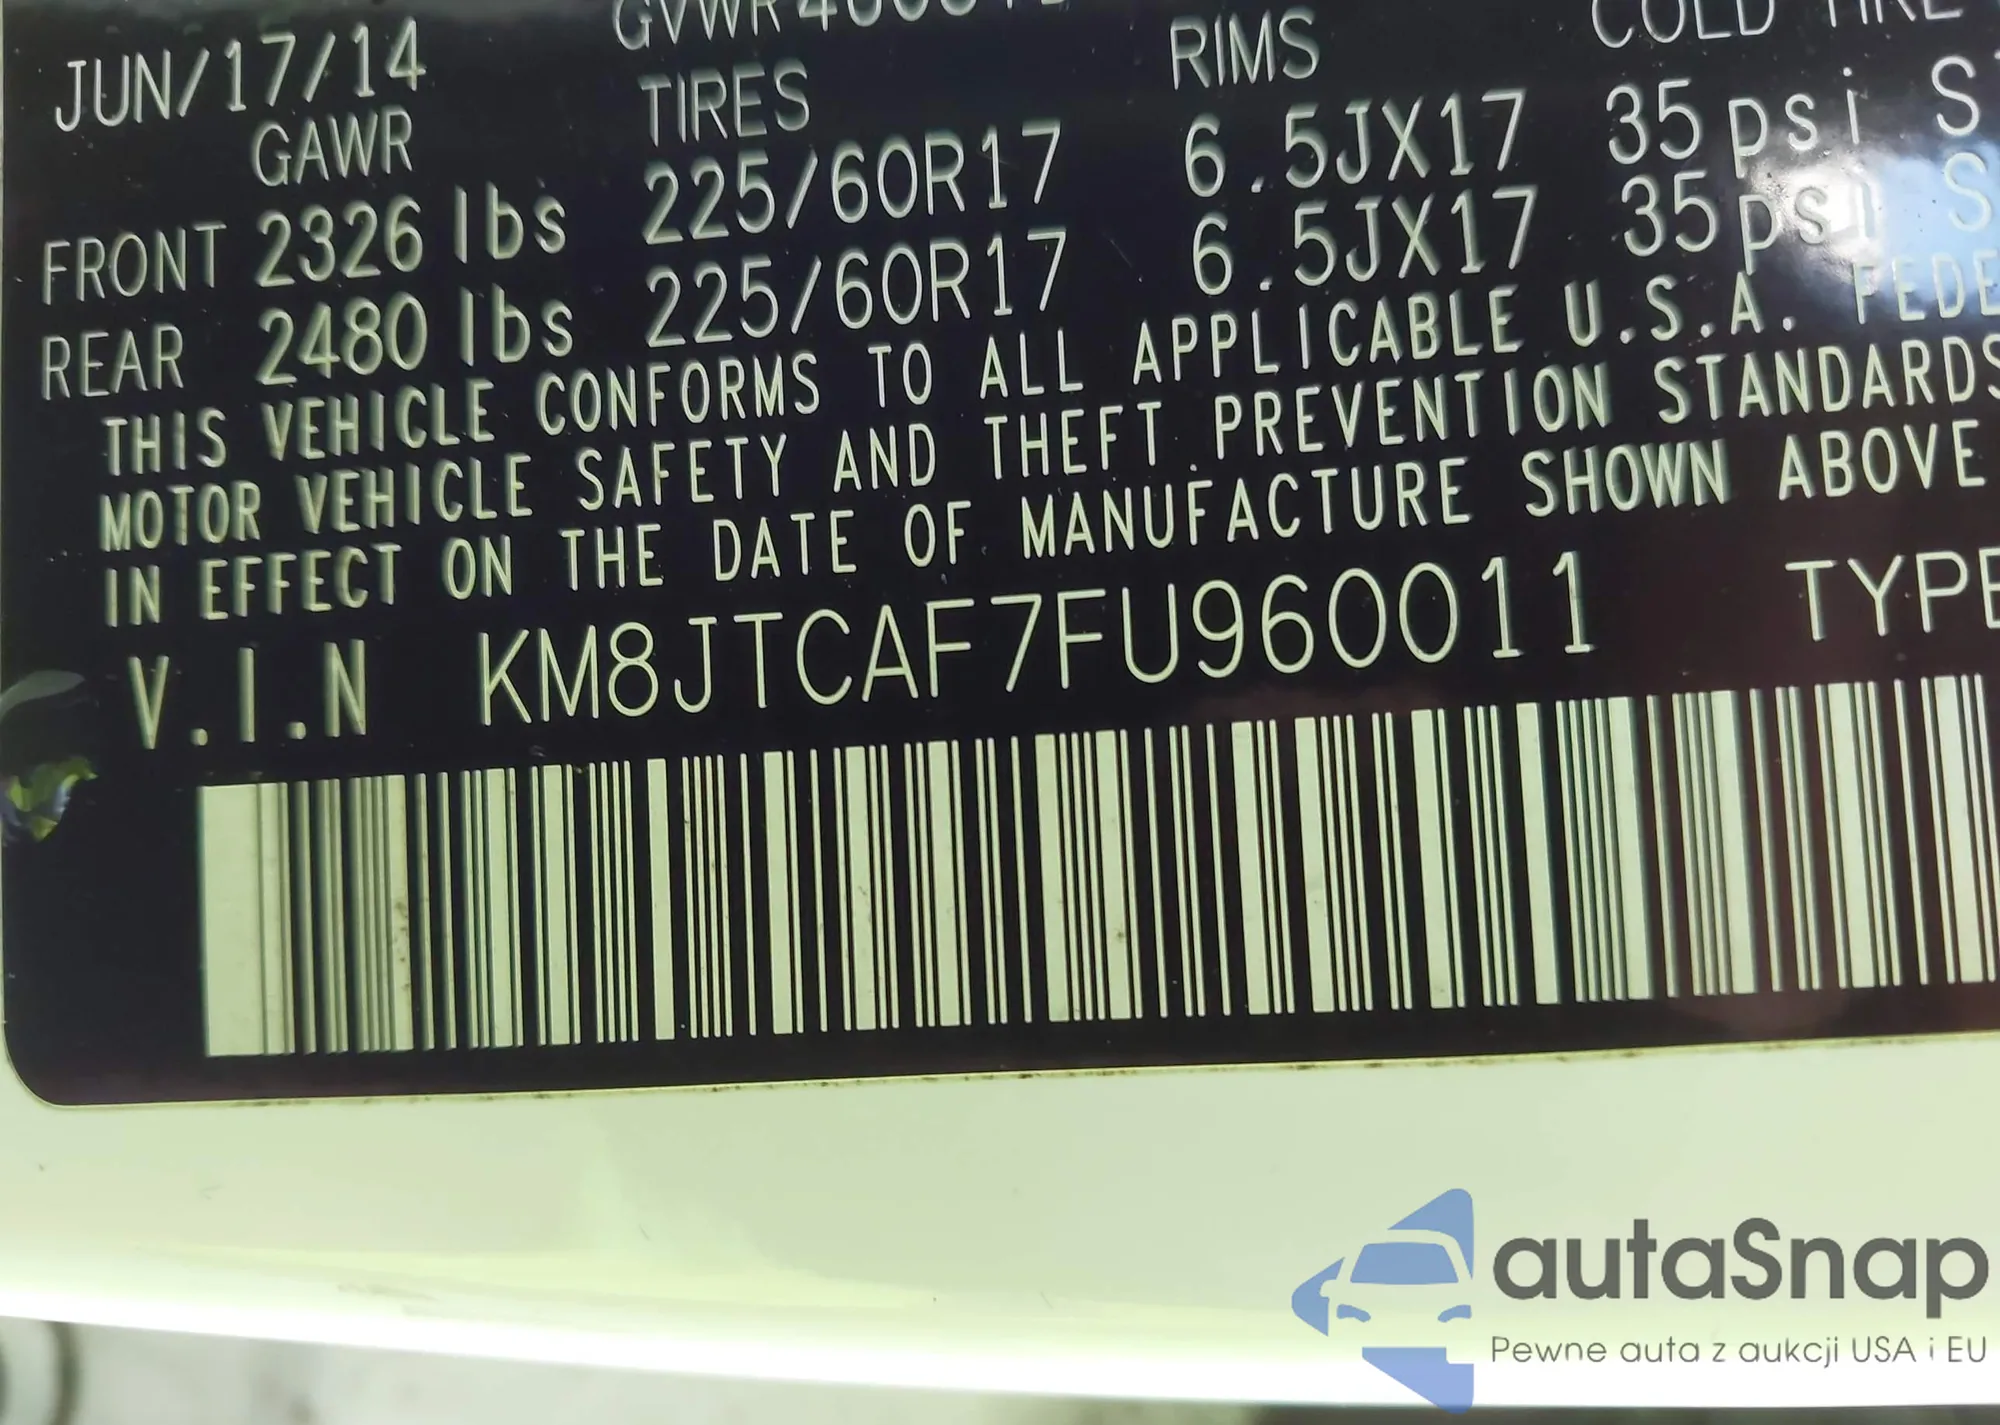 JUN/17/14
GAWR TIRES RIMS
FRONT 2326 lbs 225/60R17 6.5JX17 35psi
REAR 2480 lbs 225/60R17 6.5JX17 35psi
THIS VEHICLE CONFORMS TO ALL APPLICABLE U.S.A.
MOTOR VEHICLE SAFETY AND THEFT PREVENTION STANDARDS
IN EFFECT ON THE DATE OF MANUFACTURE SHOWN ABOVE
V.I.N KM8JTCAF7FU960011 TYPE
autaSnap
Pewne auta z aukcji USA i EU